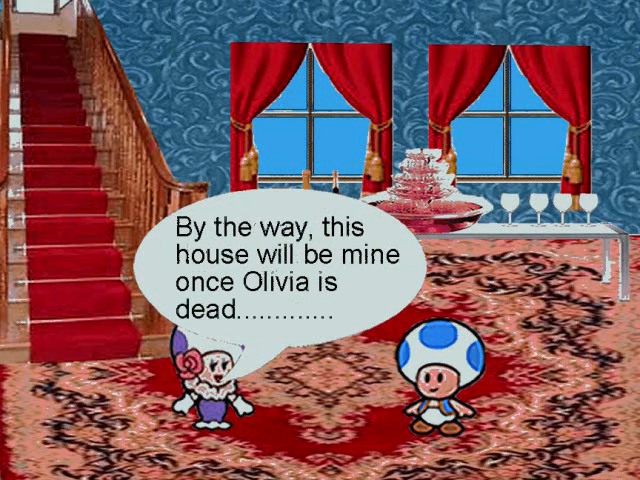 By the way, this
house will be mine
once Olivia is
dead.............